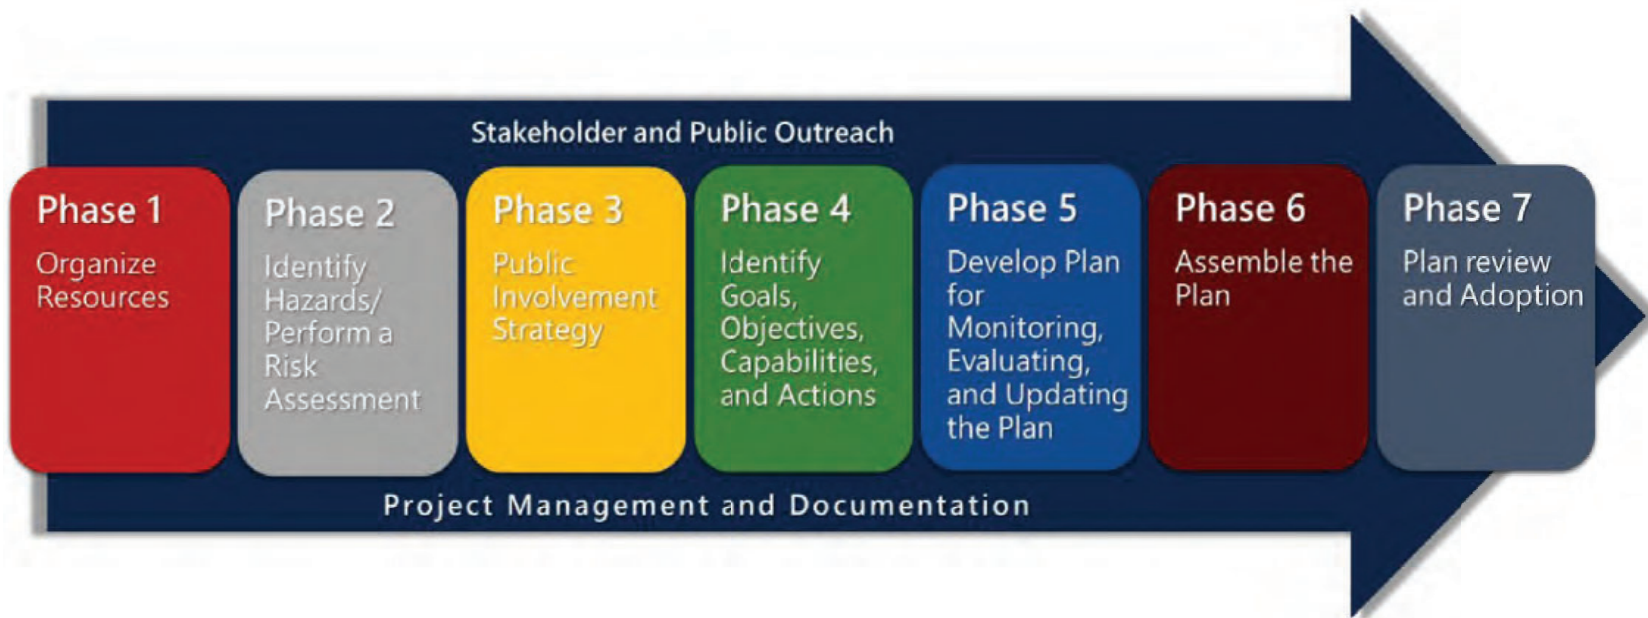 Stakeholder and Public Outreach
Phase 1
Organize
Resources
Phase 2
Identify
Hazards/
Perform a
Risk
Assessment
Phase 3
Public
Involvement
Strategy
Phase 4
Identify
Goals,
Objectives,
Capabilities,
and Actions
Phase 5
Develop Plan
for
Monitoring,
Evaluating,
and Updating
the Plan
Phase 6
Assemble the
Plan
Phase 7
Plan review
and Adoption
Project Management and Documentation